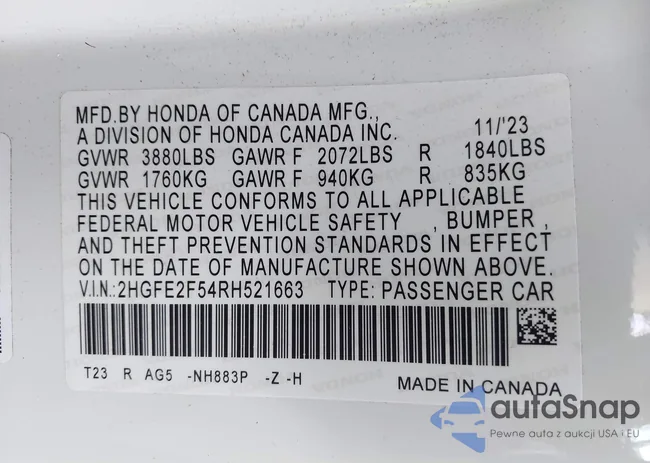 MFD.BY HONDA OF CANADA MFG.,
A DIVISION OF HONDA CANADA INC. 11/'23
GVWR 3880LBS GAWR F 2072LBS R 1840LBS
GVWR 1760KG GAWR F 940KG R 835KG
THIS VEHICLE CONFORMS TO ALL APPLICABLE
FEDERAL MOTOR VEHICLE SAFETY , BUMPER ,
AND THEFT PREVENTION STANDARDS IN EFFECT
ON THE DATE OF MANUFACTURE SHOWN ABOVE.
V.I.N.:2HGFE2F54RH521663 TYPE: PASSENGER CAR
T23 R AG5 -NH883P -Z -H
MADE IN CANADA
autaSnap
Pewne auta z aukcji USA i EU